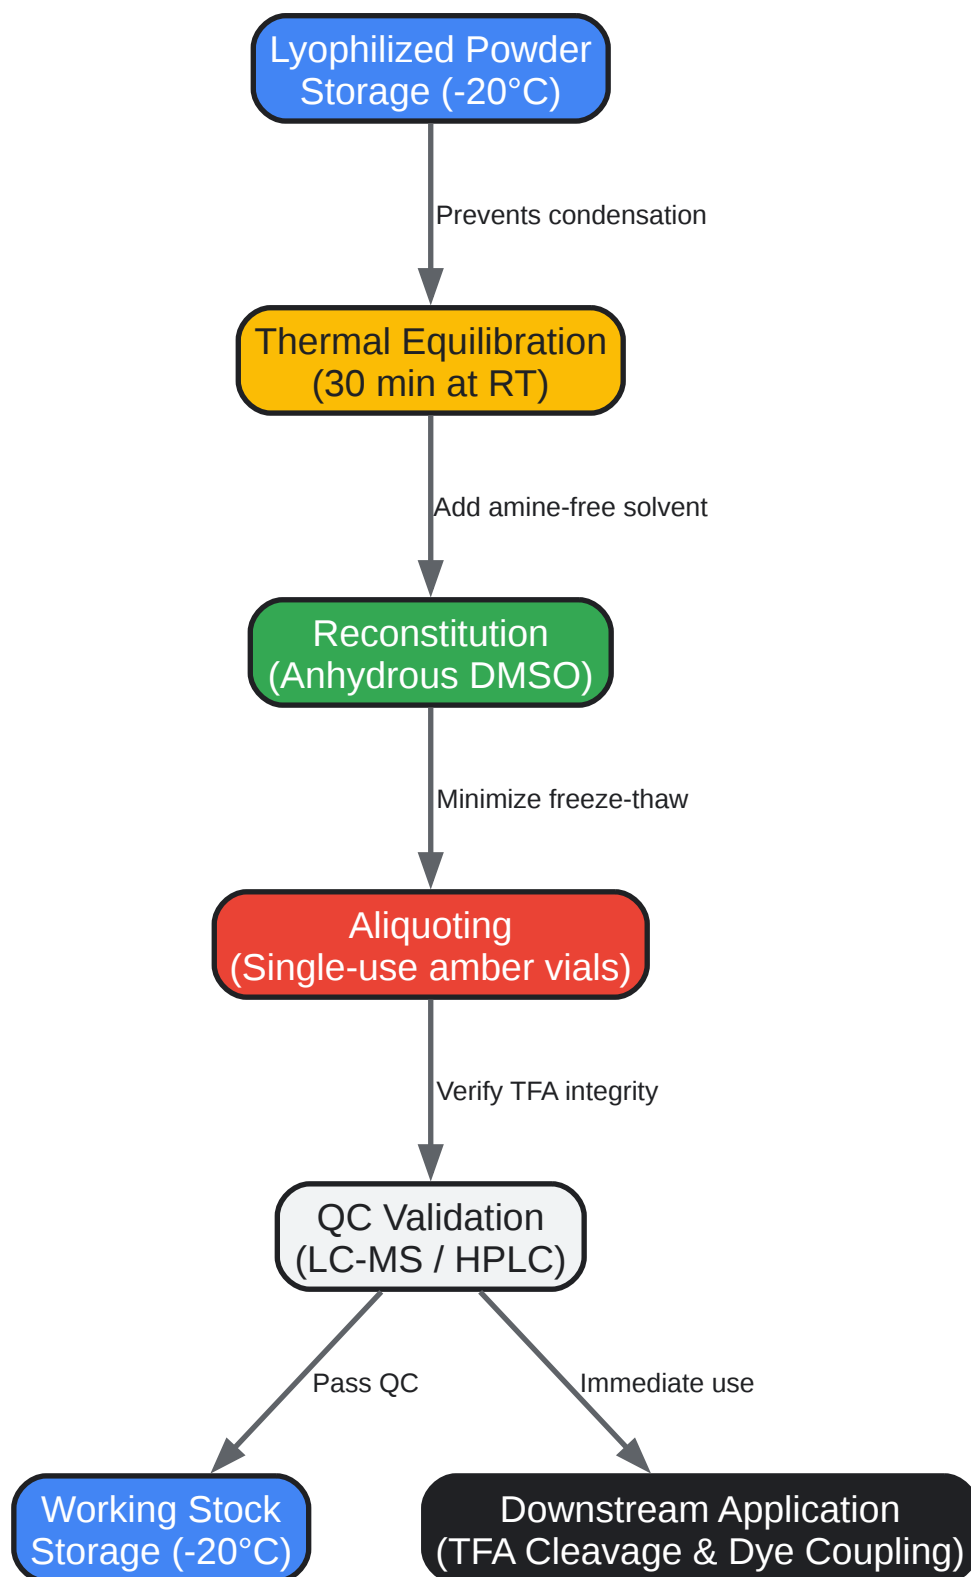 Lyophilized Powder
Storage (-20°C)
Prevents condensation
Thermal Equilibration
(30 min at RT)
Add amine-free solvent
Reconstitution
(Anhydrous DMSO)
Minimize freeze-thaw
Aliquoting
(Single-use amber vials)
Verify TFA integrity
QC Validation
(LC-MS / HPLC)
Pass QC
Immediate use
Working Stock
Storage (-20°C)
Downstream Application
(TFA Cleavage & Dye Coupling)